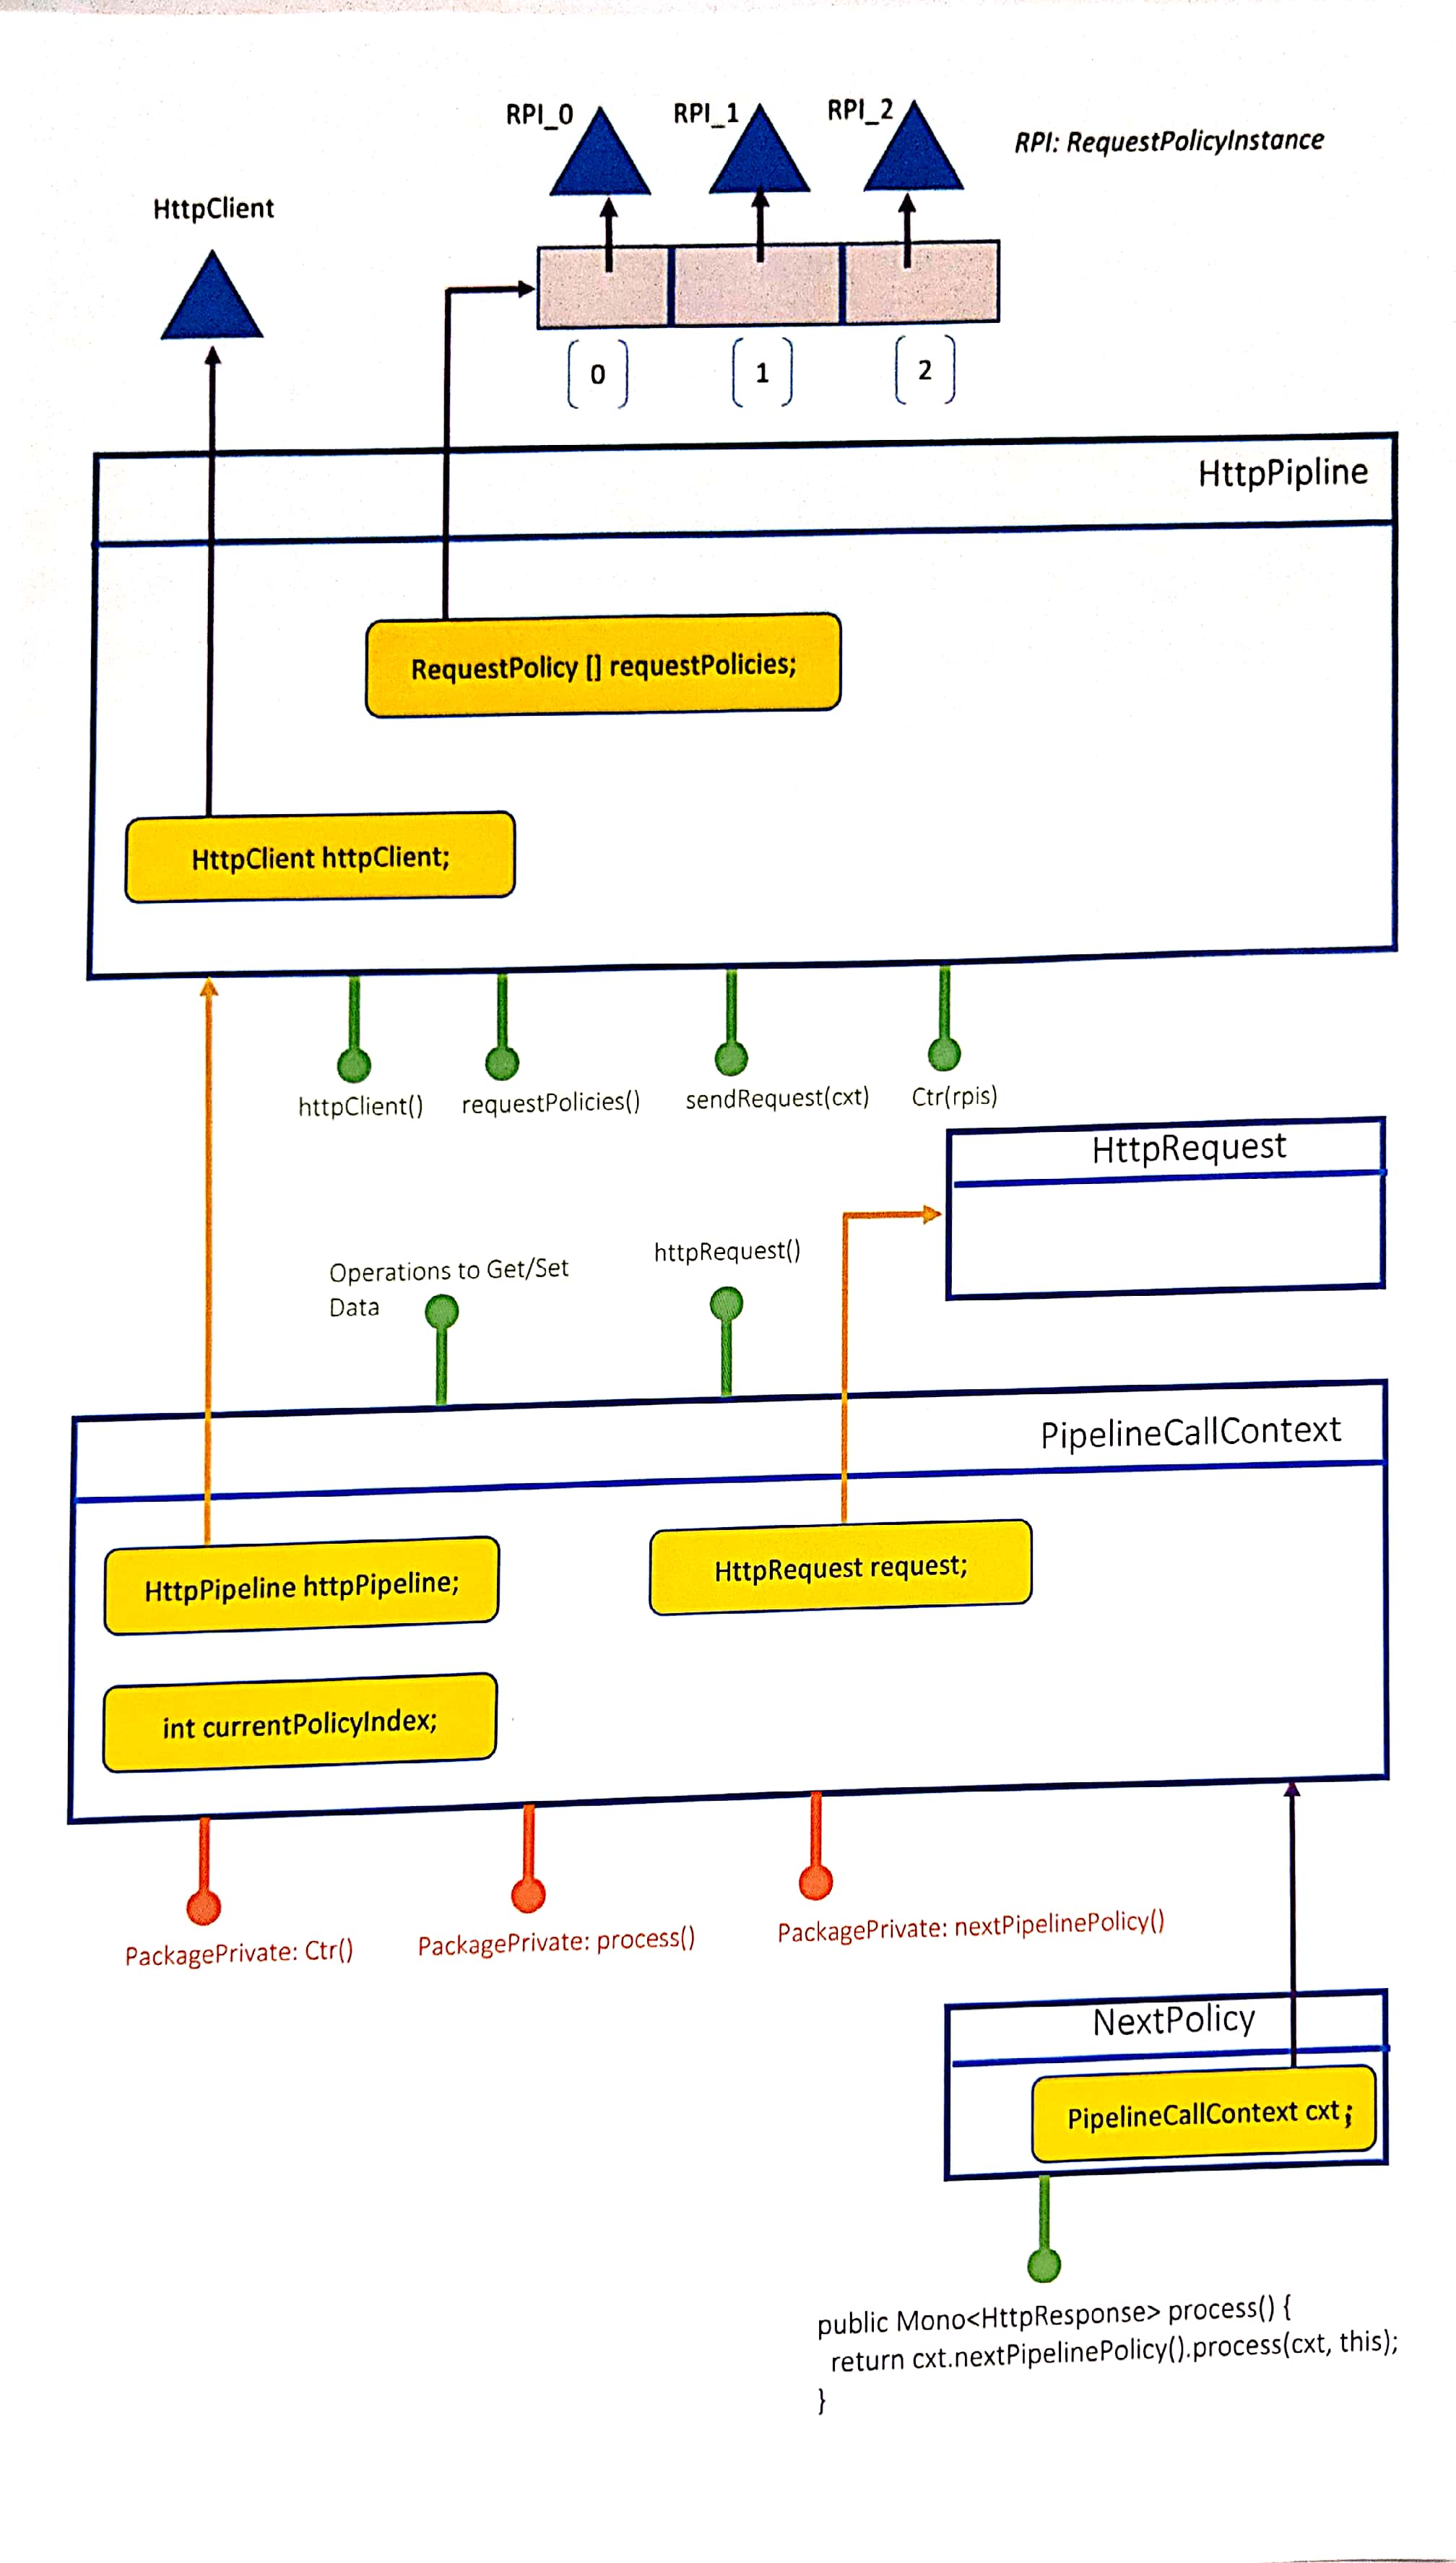 RPI_0
RPI_1
RPI_2
RPI: RequestPolicyInstance
HttpClient
0
1
2
HttpPipline
RequestPolicy [] requestPolicies;
HttpClient httpClient;
httpClient()
requestPolicies()
sendRequest(cxt)
Ctr(rpis)
HttpRequest
Operations to Get/Set
Data
httpRequest()
PipelineCallContext
HttpPipeline httpPipeline;
HttpRequest request;
int currentPolicyIndex;
PackagePrivate: Ctr()
PackagePrivate: process()
PackagePrivate: nextPipelinePolicy()
NextPolicy
PipelineCallContext cxt;
public Mono<HttpResponse> process() {
return cxt.nextPipelinePolicy().process(cxt, this);
}